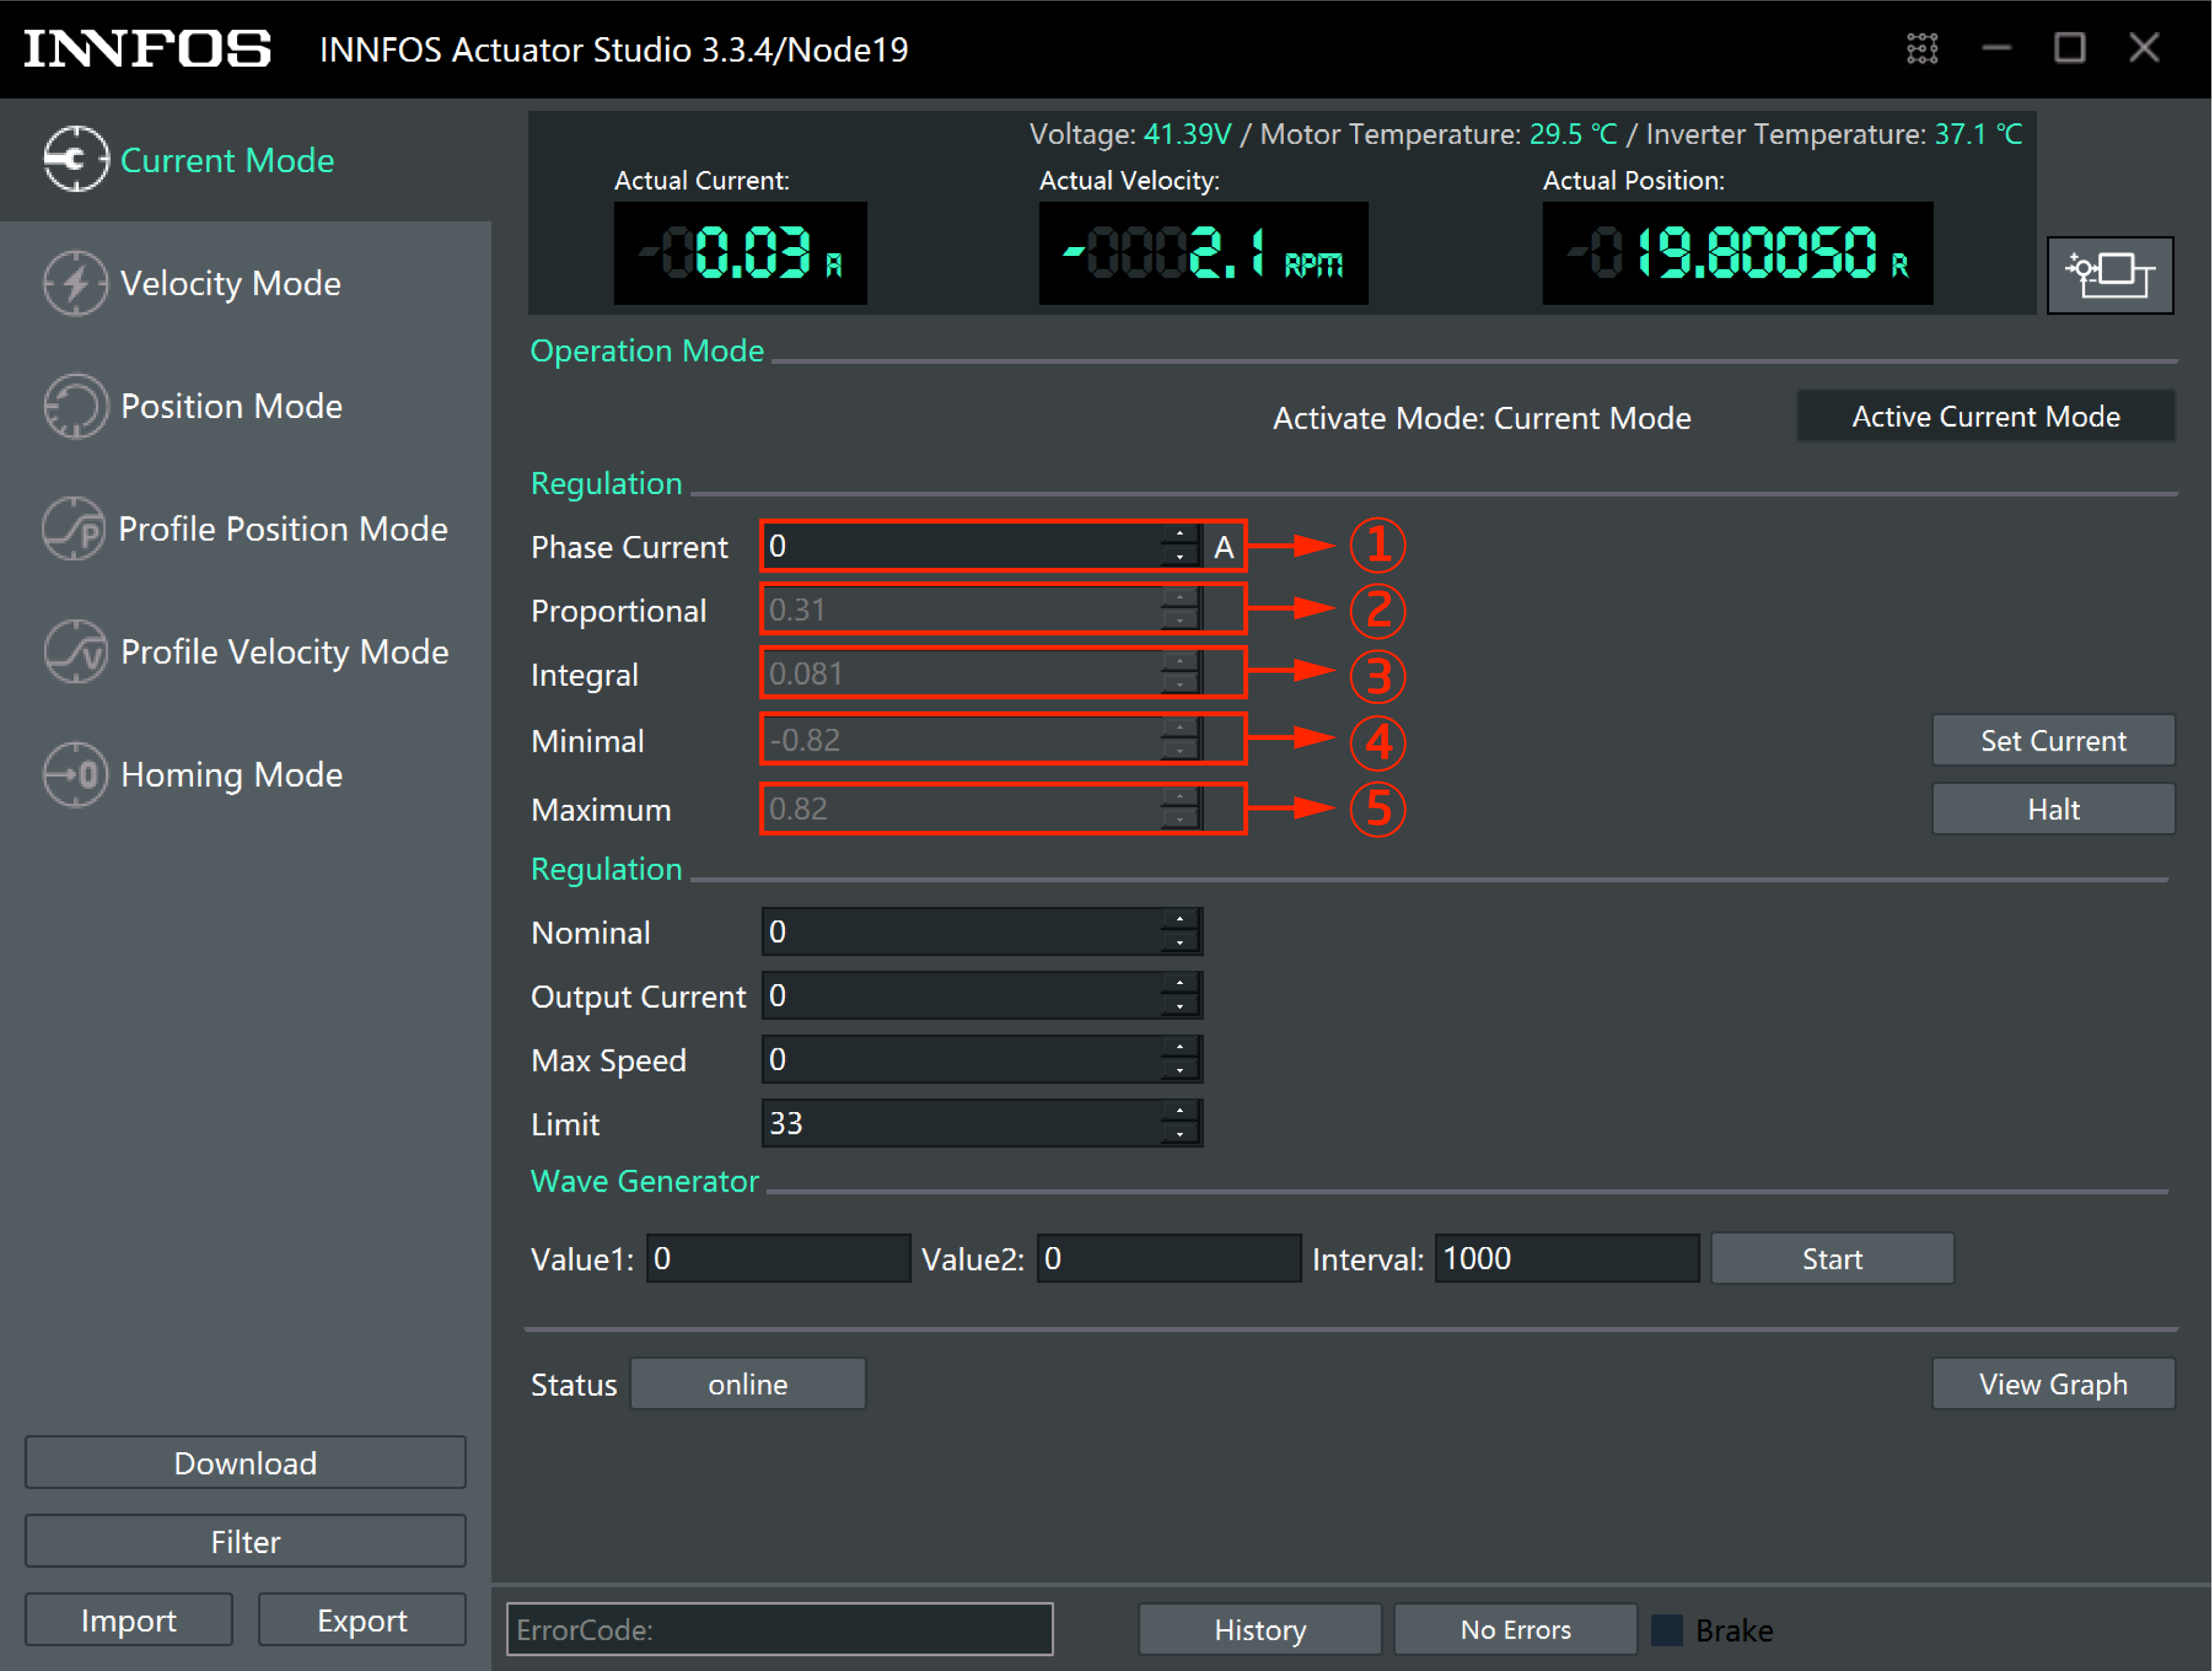 INNFOS INNFOS Actuator Studio 3.3.4/Node19
Current Mode
Velocity Mode
Position Mode
Profile Position Mode
Profile Velocity Mode
Homing Mode
Download
Filter
Import Export
Voltage: 41.39V / Motor Temperature: 29.5 ℃ / Inverter Temperature: 37.1 ℃
Actual Current: Actual Velocity: Actual Position:
0.03 A -2.1 RPM 19.80050 R
Operation Mode
Activate Mode: Current Mode Active Current Mode
Regulation
Phase Current 0 A ①
Proportional 0.31 ②
Integral 0.081 ③
Minimal -0.82 ④ Set Current
Maximum 0.82 ⑤ Halt
Regulation
Nominal 0
Output Current 0
Max Speed 0
Limit 33
Wave Generator
Value1: 0 Value2: 0 Interval: 1000 Start
Status online View Graph
ErrorCode: History No Errors Brake